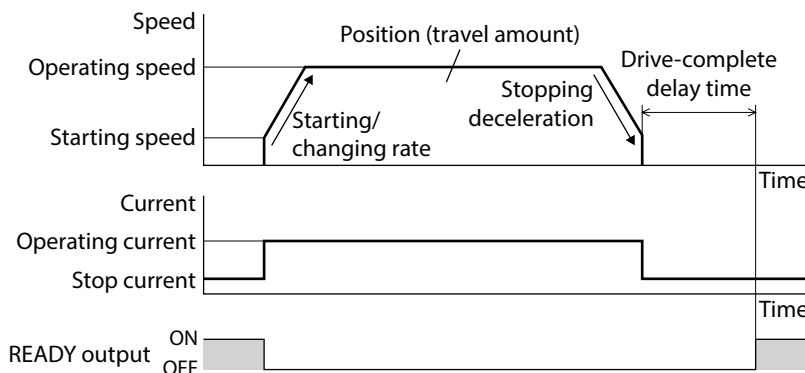 Speed
Position (travel amount)
Operating speed
Drive-complete
delay time
Stopping
deceleration
Starting/
changing rate
Starting speed
Time
Current
Operating current
Stop current
Time
ON
READY output
OFF